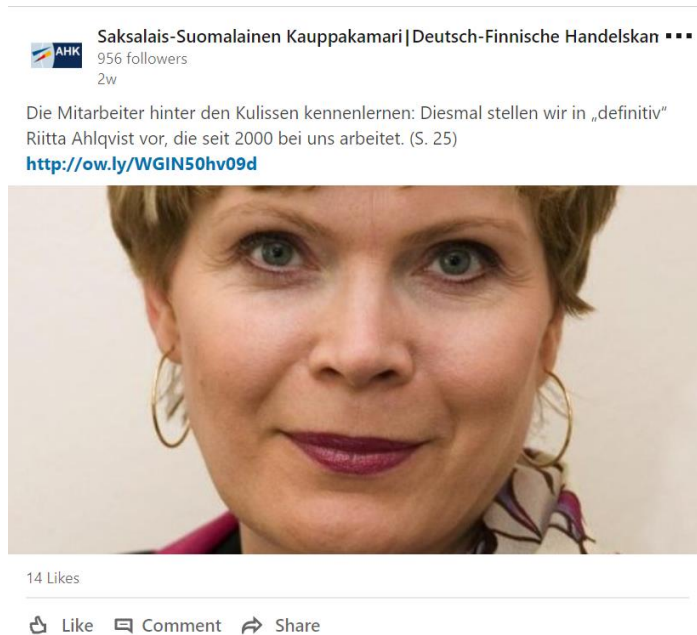 AHK
Saksalais-Suomalainen Kauppakamari|Deutsch-Finnische Handelskan
956 followers
2w
Die Mitarbeiter hinter den Kulissen kennenlernen: Diesmal stellen wir in „definitiv“
Riitta Ahlqvist vor, die seit 2000 bei uns arbeitet. (S. 25)
http://ow.ly/WGIN50hv09d
14 Likes
Like Comment Share